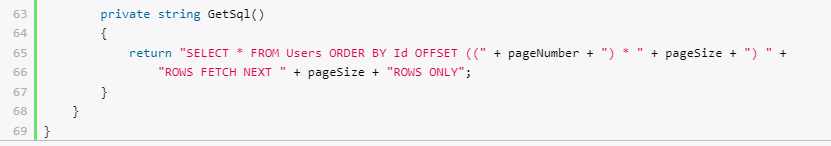 63 private string GetSql()
64 {
65 return "SELECT * FROM Users ORDER BY Id OFFSET ((" + pageNumber + ") * " + pageSize + ") " +
66 "ROWS FETCH NEXT " + pageSize + "ROWS ONLY";
67 }
68 }
69 }